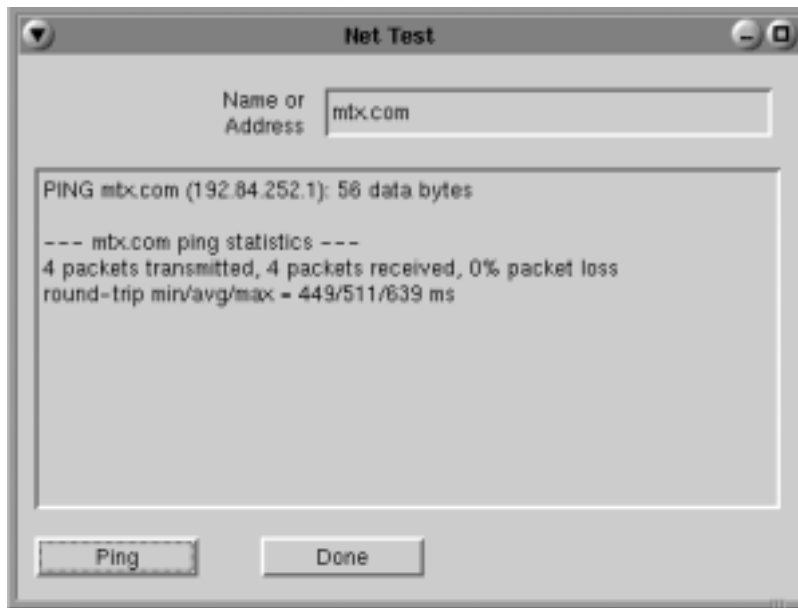 Net Test
Name or
Address
mtx.com
PING mtx.com (192.84.252.1): 56 data bytes
--- mtx.com ping statistics ---
4 packets transmitted, 4 packets received, 0% packet loss
round-trip min/avg/max = 449/511/639 ms
Ping
Done